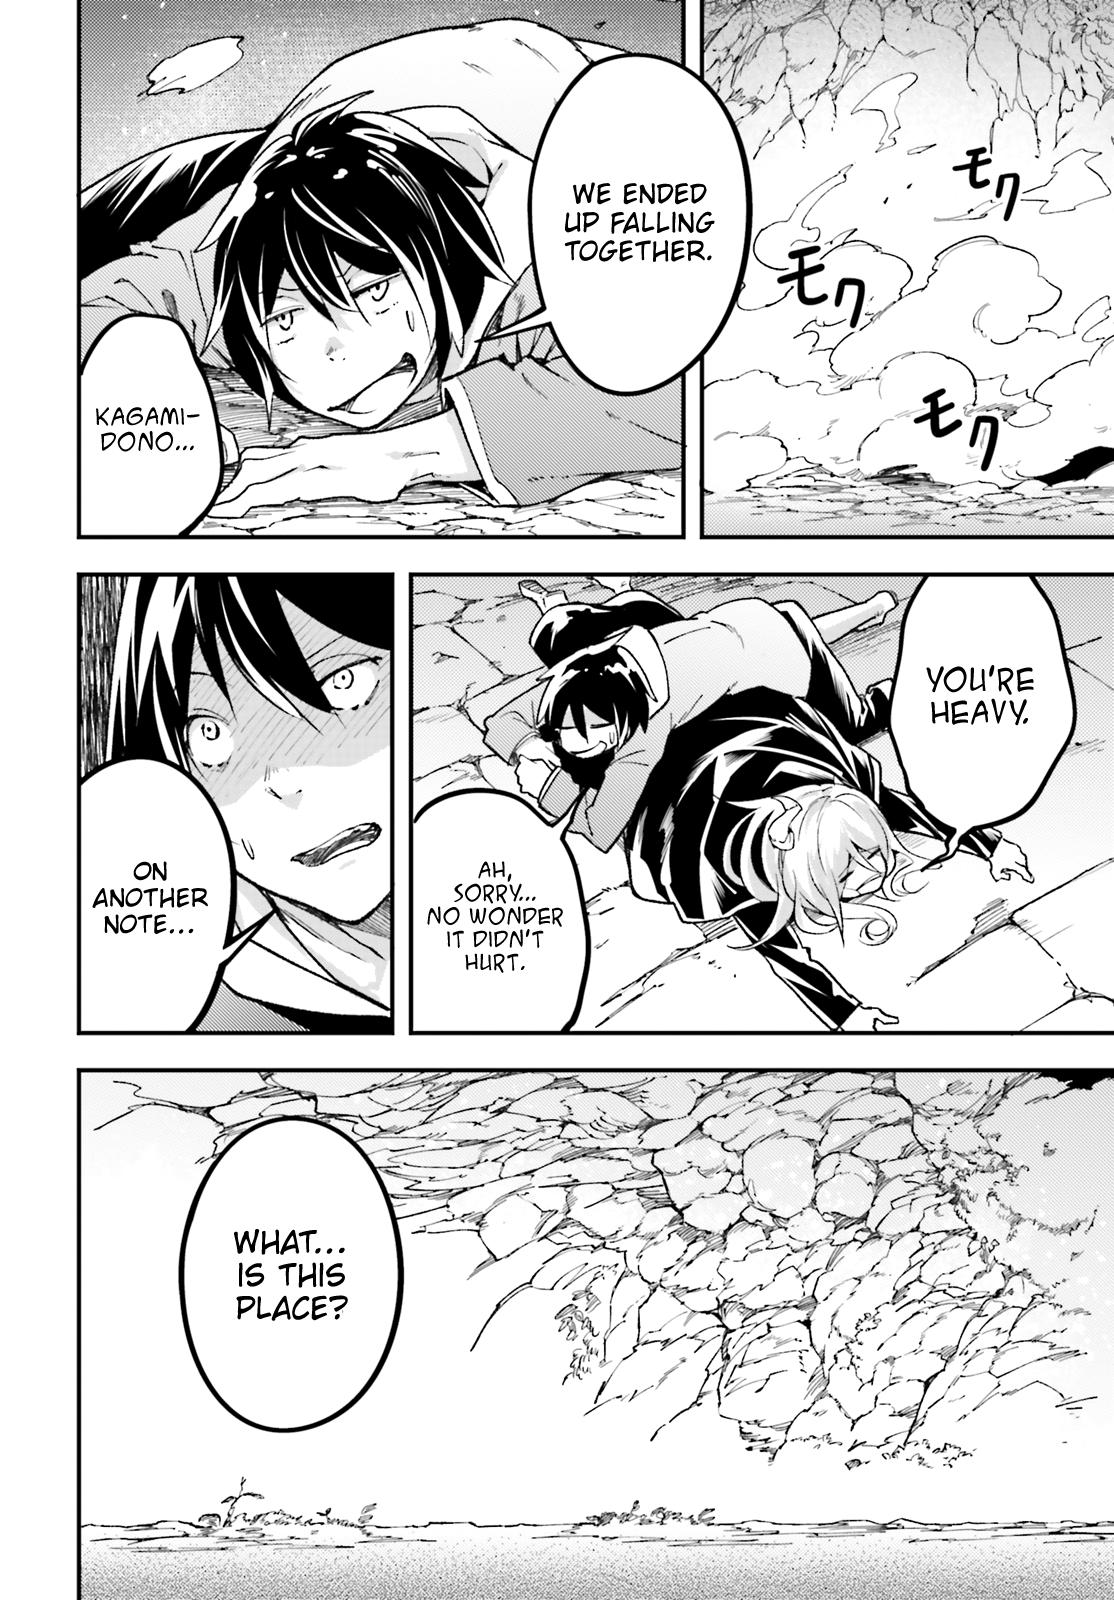 モク
モク
モク
WE ENDED
UP FALLING
TOGETHER.
KAGAMI-
DONO...
YOU'RE
HEAVY.
AH,
SORRY...
NO WONDER
IT DIDN'T
HURT.
ON
ANOTHER
NOTE...
WHAT...
IS THIS
PLACE?